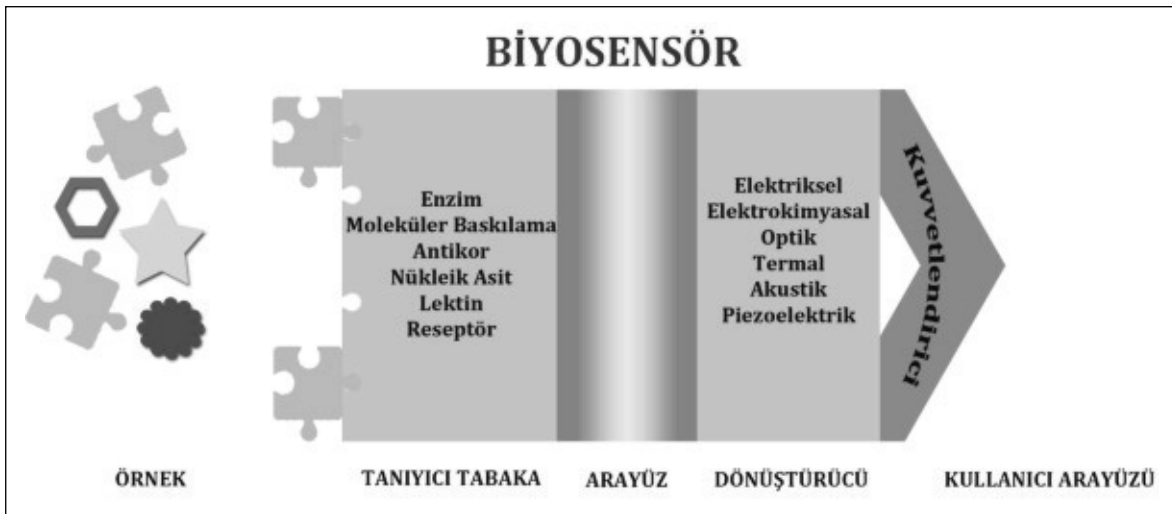 BİYOSENSÖR
Enzim
Moleküler Baskılama
Antikor
Nükleik Asit
Lektin
Reseptör
Elektriksel
Elektrokimyasal
Optik
Termal
Akustik
Piezoelektrik
Kuvvetlendirici
ÖRNEK
TANIYICI TABAKA
ARAYÜZ
DÖNÜŞTÜRÜCÜ
KULLANICI ARAYÜZÜ